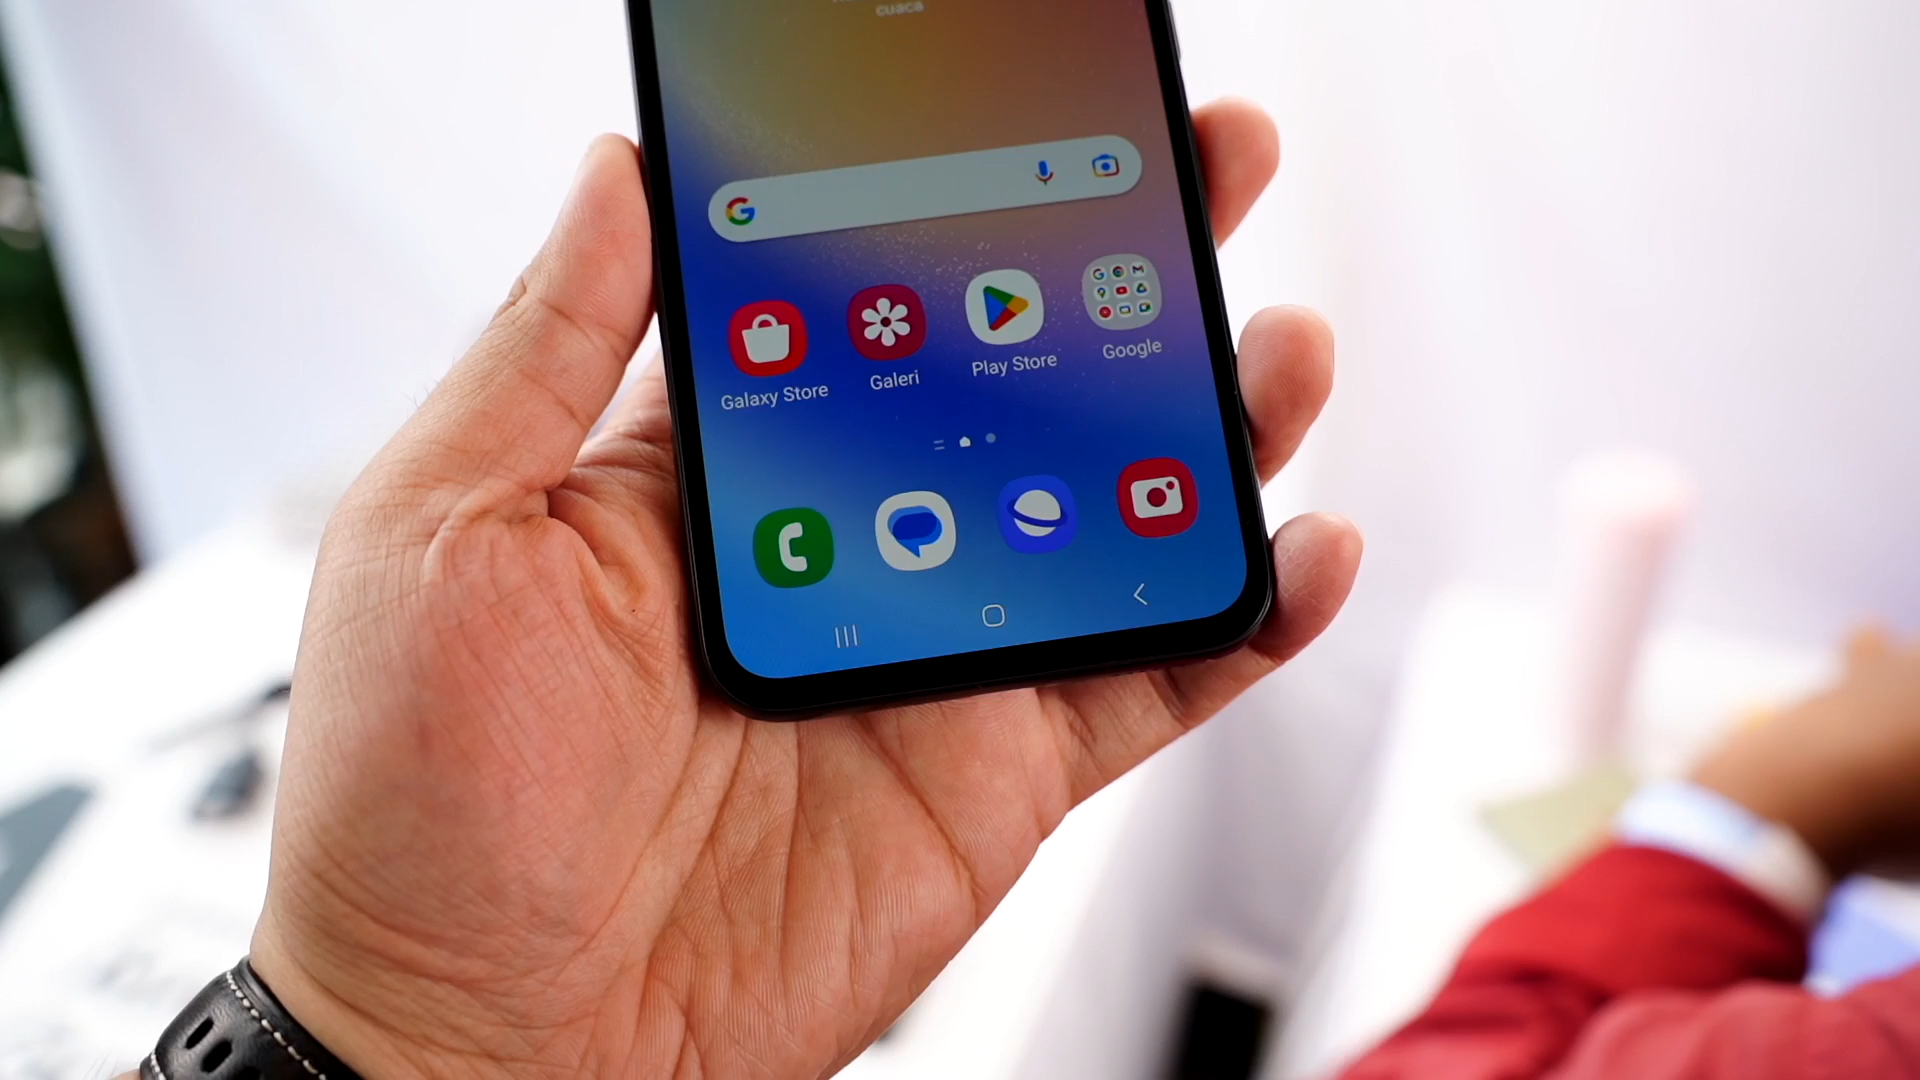 cuaca
Galaxy Store
Galeri
Play Store
Google